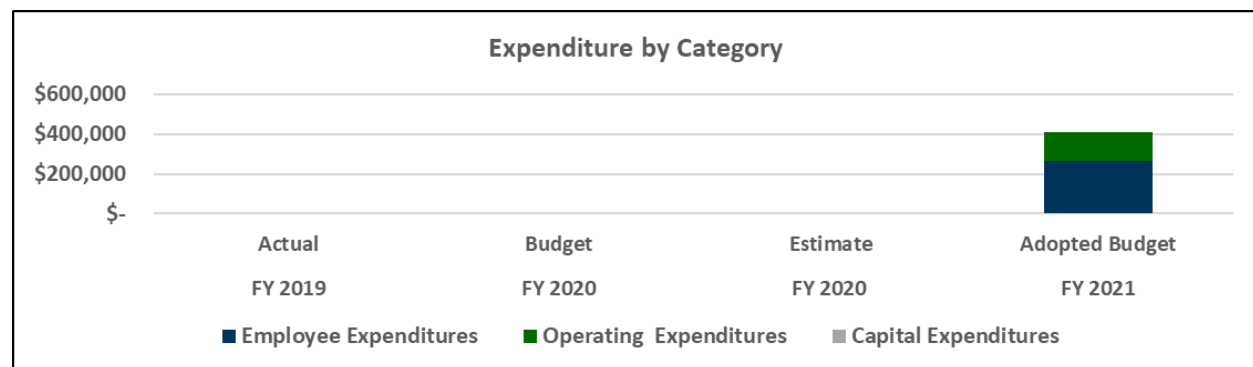 Expenditure by Category
$600,000
$400,000
$200,000
$-
Actual Budget Estimate Adopted Budget
FY 2019 FY 2020 FY 2020 FY 2021
Employee Expenditures Operating Expenditures Capital Expenditures